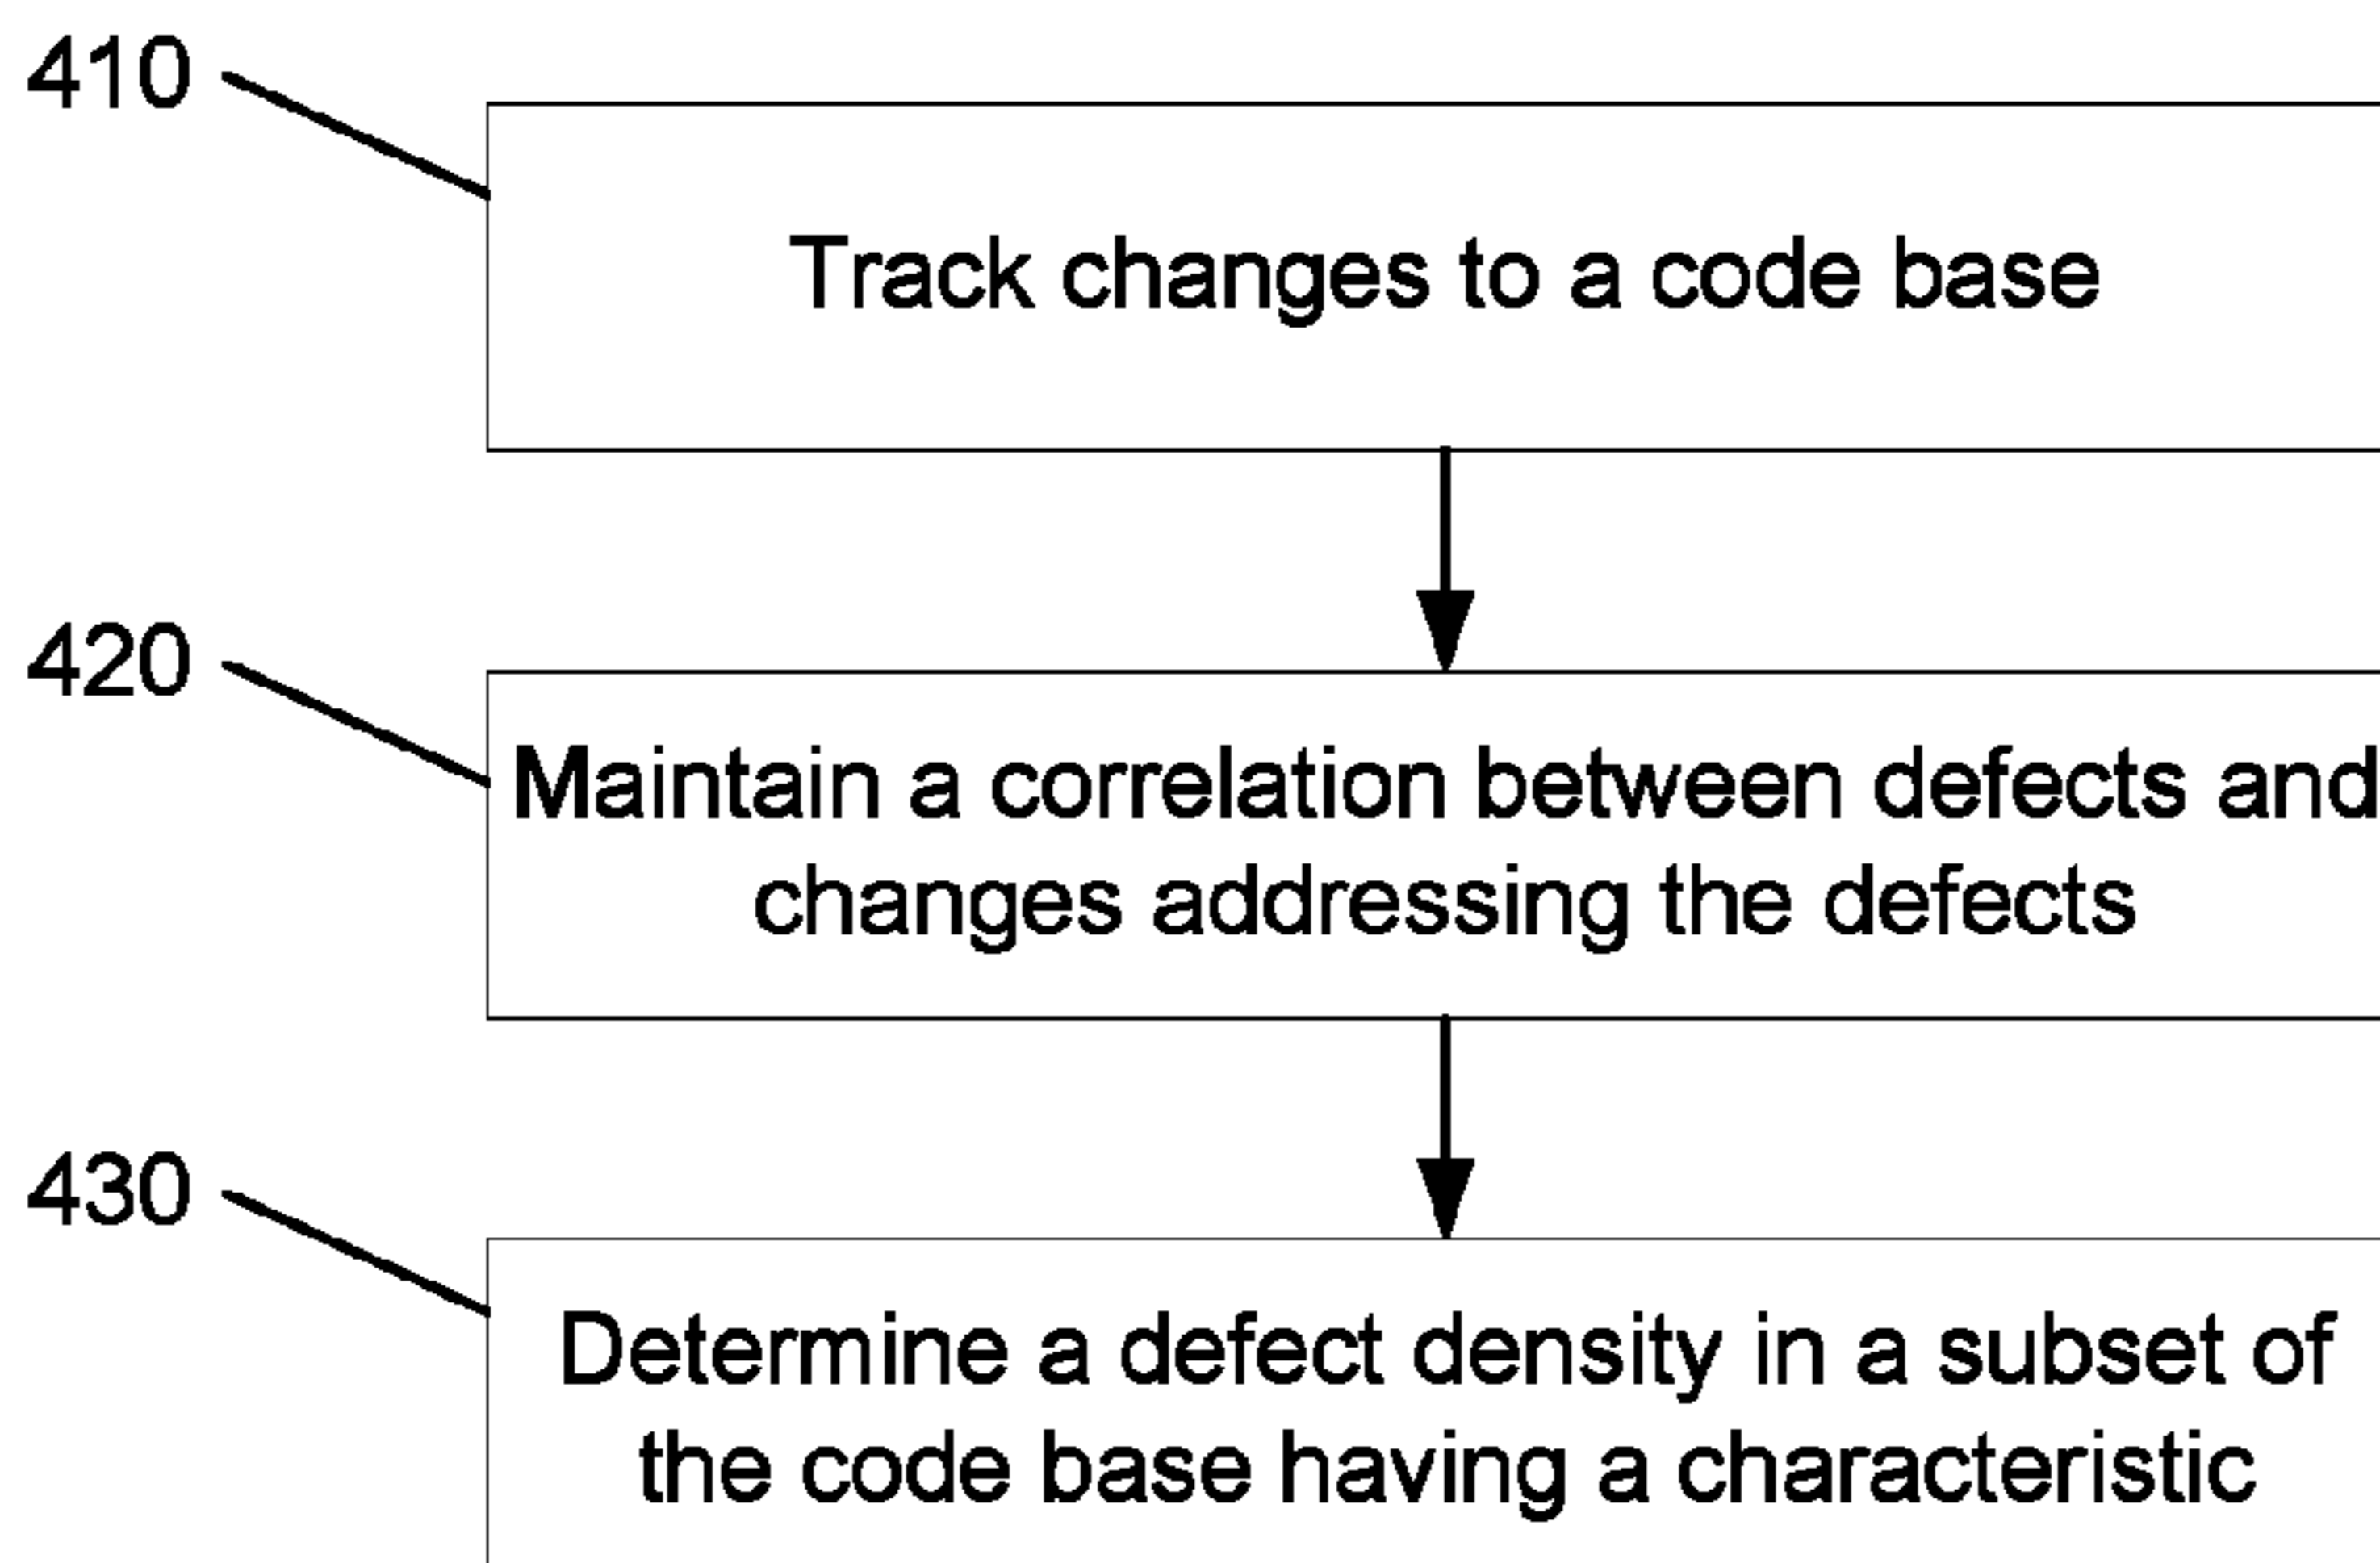 410
Track changes to a code base
420
Maintain a correlation between defects and
changes addressing the defects
430
Determine a defect density in a subset of
the code base having a characteristic